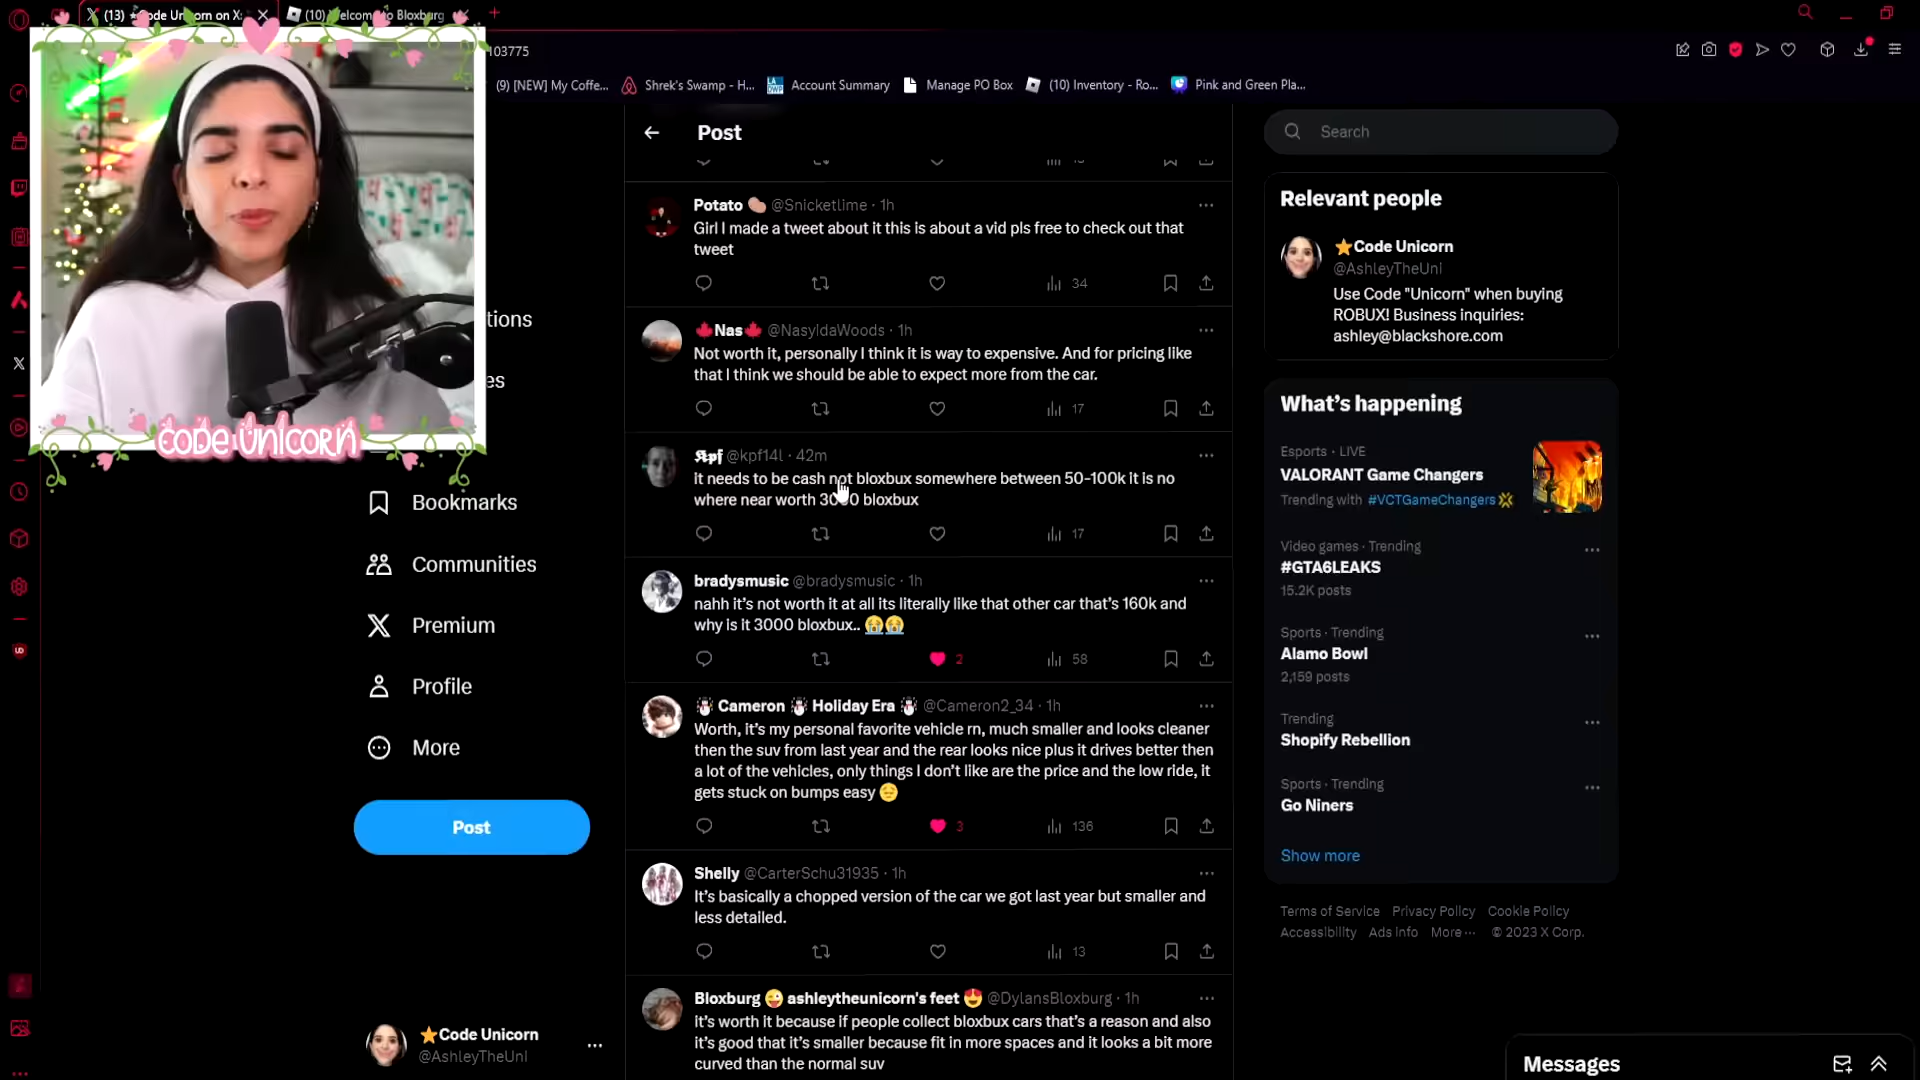 (13) ⭐Code Unicorn on X:
(10) Welcome to Bloxburg
103775
(9) [NEW] My Coffe...
Shrek's Swamp - H...
Account Summary
Manage PO Box
(10) Inventory - Ro...
Pink and Green Pla...
CODE UNICORN
tions
es
Bookmarks
Communities
Premium
Profile
More
Post
⭐Code Unicorn
@AshleyTheUni
Post
Potato 🥔 @Snicketlime · 1h
Girl I made a tweet about it this is about a vid pls free to check out that
tweet
34
🍁Nas🍁 @NasyIdaWoods · 1h
Not worth it, personally I think it is way to expensive. And for pricing like
that I think we should be able to expect more from the car.
17
𝕶𝖕𝖋 @kpf14l · 42m
it needs to be cash not bloxbux somewhere between 50-100k it is no
where near worth 3000 bloxbux
17
bradysmusic @bradysmusic · 1h
nahh it's not worth it at all its literally like that other car that's 160k and
why is it 3000 bloxbux.. 😭😭
2
58
☃️ Cameron ☃️ Holiday Era ☃️ @Cameron2_34 · 1h
Worth, it's my personal favorite vehicle rn, much smaller and looks cleaner
then the suv from last year and the rear looks nice plus it drives better then
a lot of the vehicles, only things I don't like are the price and the low ride, it
gets stuck on bumps easy 😔
3
136
Shelly @CarterSchu31935 · 1h
It's basically a chopped version of the car we got last year but smaller and
less detailed.
13
Bloxburg 😜 ashleytheunicorn's feet 😍 @DylansBloxburg · 1h
it's worth it because if people collect bloxbux cars that's a reason and also
it's good that it's smaller because fit in more spaces and it looks a bit more
curved than the normal suv
Search
Relevant people
⭐Code Unicorn
@AshleyTheUni
Use Code "Unicorn" when buying
ROBUX! Business inquiries:
ashley@blackshore.com
What's happening
Esports · LIVE
VALORANT Game Changers
Trending with #VCTGameChangers
Video games · Trending
#GTA6LEAKS
15.2K posts
Sports · Trending
Alamo Bowl
2,159 posts
Trending
Shopify Rebellion
Sports · Trending
Go Niners
Show more
Terms of Service Privacy Policy Cookie Policy
Accessibility Ads info More ··· © 2023 X Corp.
Messages